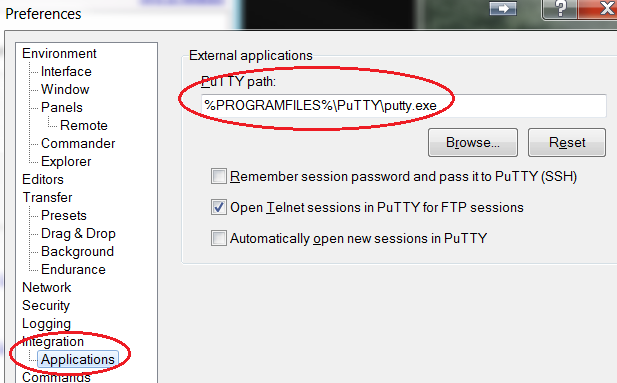 Preferences
?
X
Environment
Interface
Window
Panels
Remote
Commander
Explorer
Editors
Transfer
Presets
Drag & Drop
Background
Endurance
Network
Security
Logging
Integration
Applications
Commands
External applications
PuTTY path:
%PROGRAMFILES%\PuTTY\putty.exe
Browse...
Reset
Remember session password and pass it to PuTTY (SSH)
Open Telnet sessions in PuTTY for FTP sessions
Automatically open new sessions in PuTTY